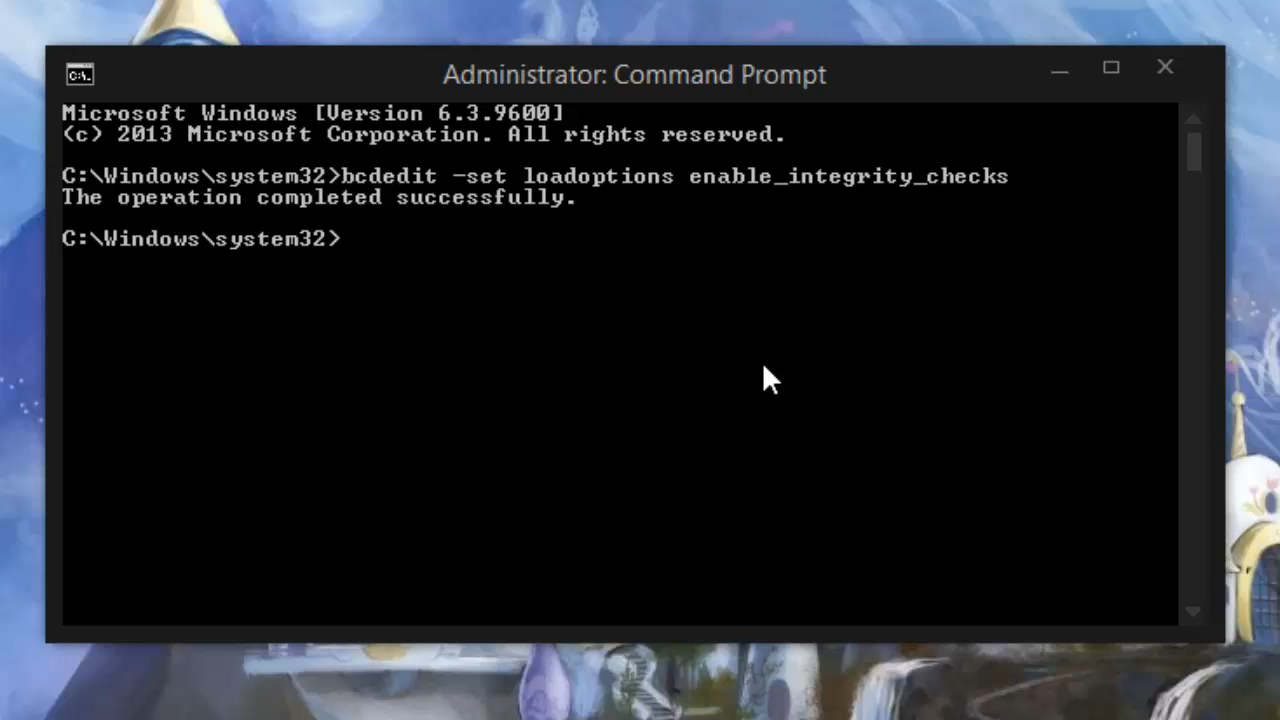 Administrator: Command Prompt
Microsoft Windows [Version 6.3.9600]
(c) 2013 Microsoft Corporation. All rights reserved.
C:\Windows\system32>bcdedit -set loadoptions enable_integrity_checks
The operation completed successfully.
C:\Windows\system32>